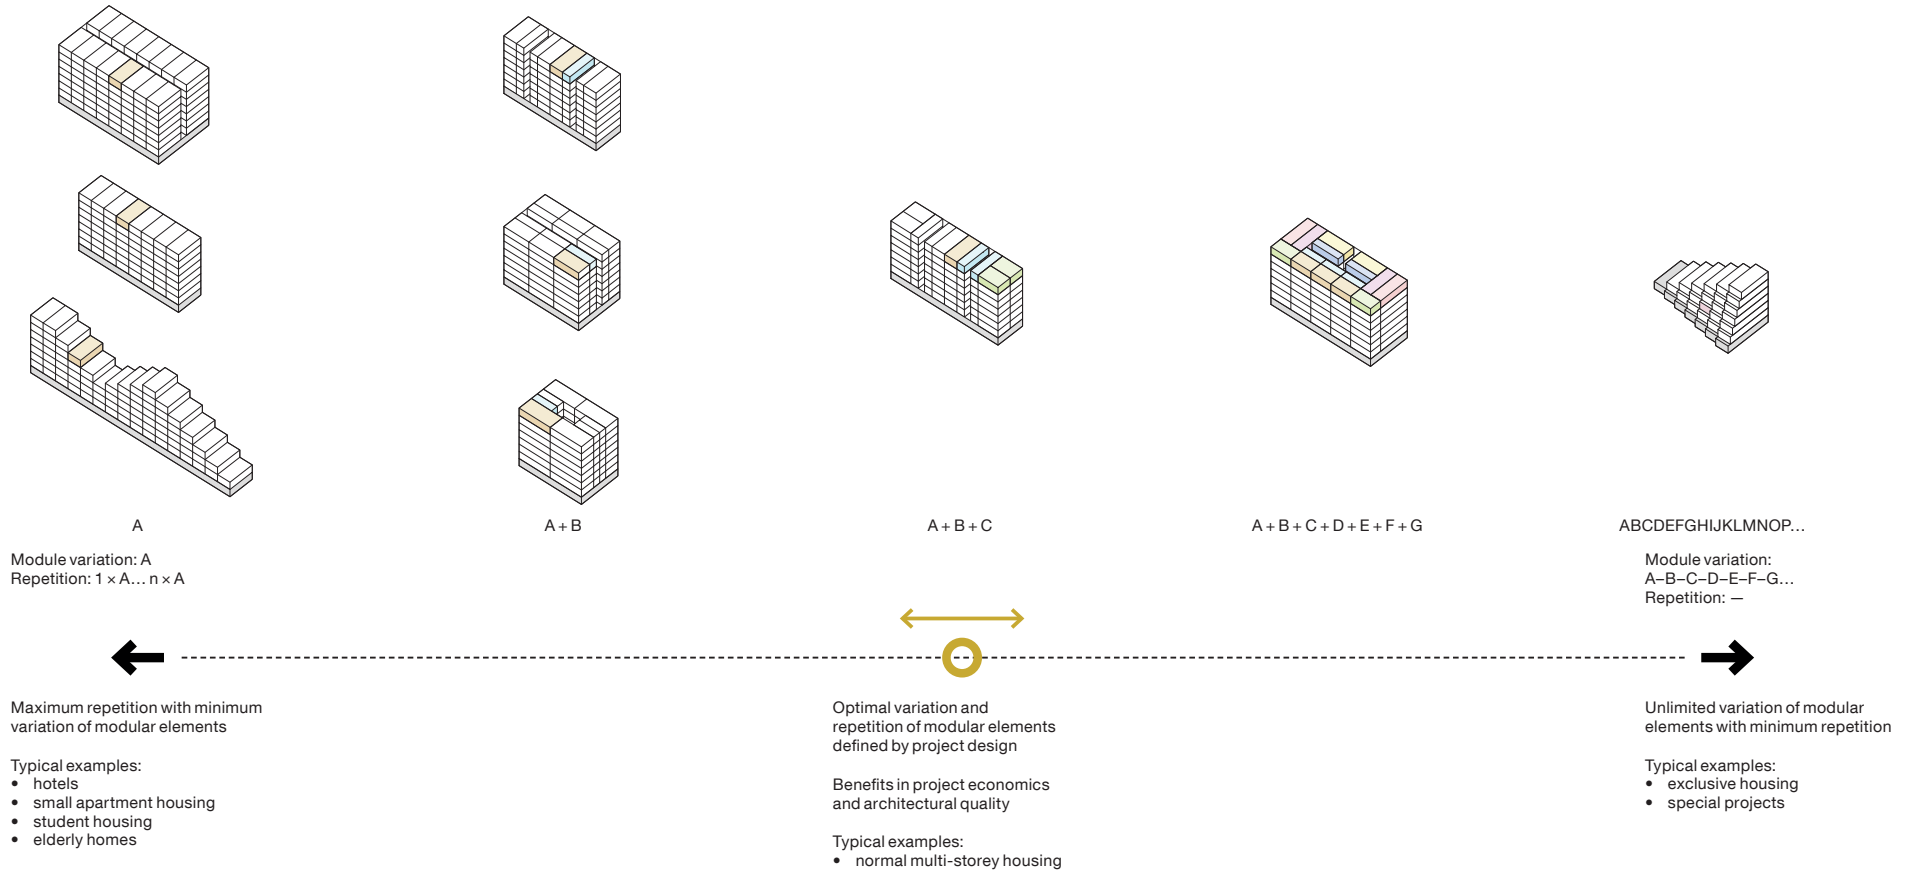 A
A + B
A + B + C
A + B + C + D + E + F + G
ABCDEFGHIJKLMNOP…
Module variation: A
Repetition: 1 × A… n × A
Module variation:
A–B–C–D–E–F–G…
Repetition: —
Maximum repetition with minimum
variation of modular elements
Typical examples:
• hotels
• small apartment housing
• student housing
• elderly homes
Optimal variation and
repetition of modular elements
defined by project design
Benefits in project economics
and architectural quality
Typical examples:
• normal multi-storey housing
Unlimited variation of modular
elements with minimum repetition
Typical examples:
• exclusive housing
• special projects